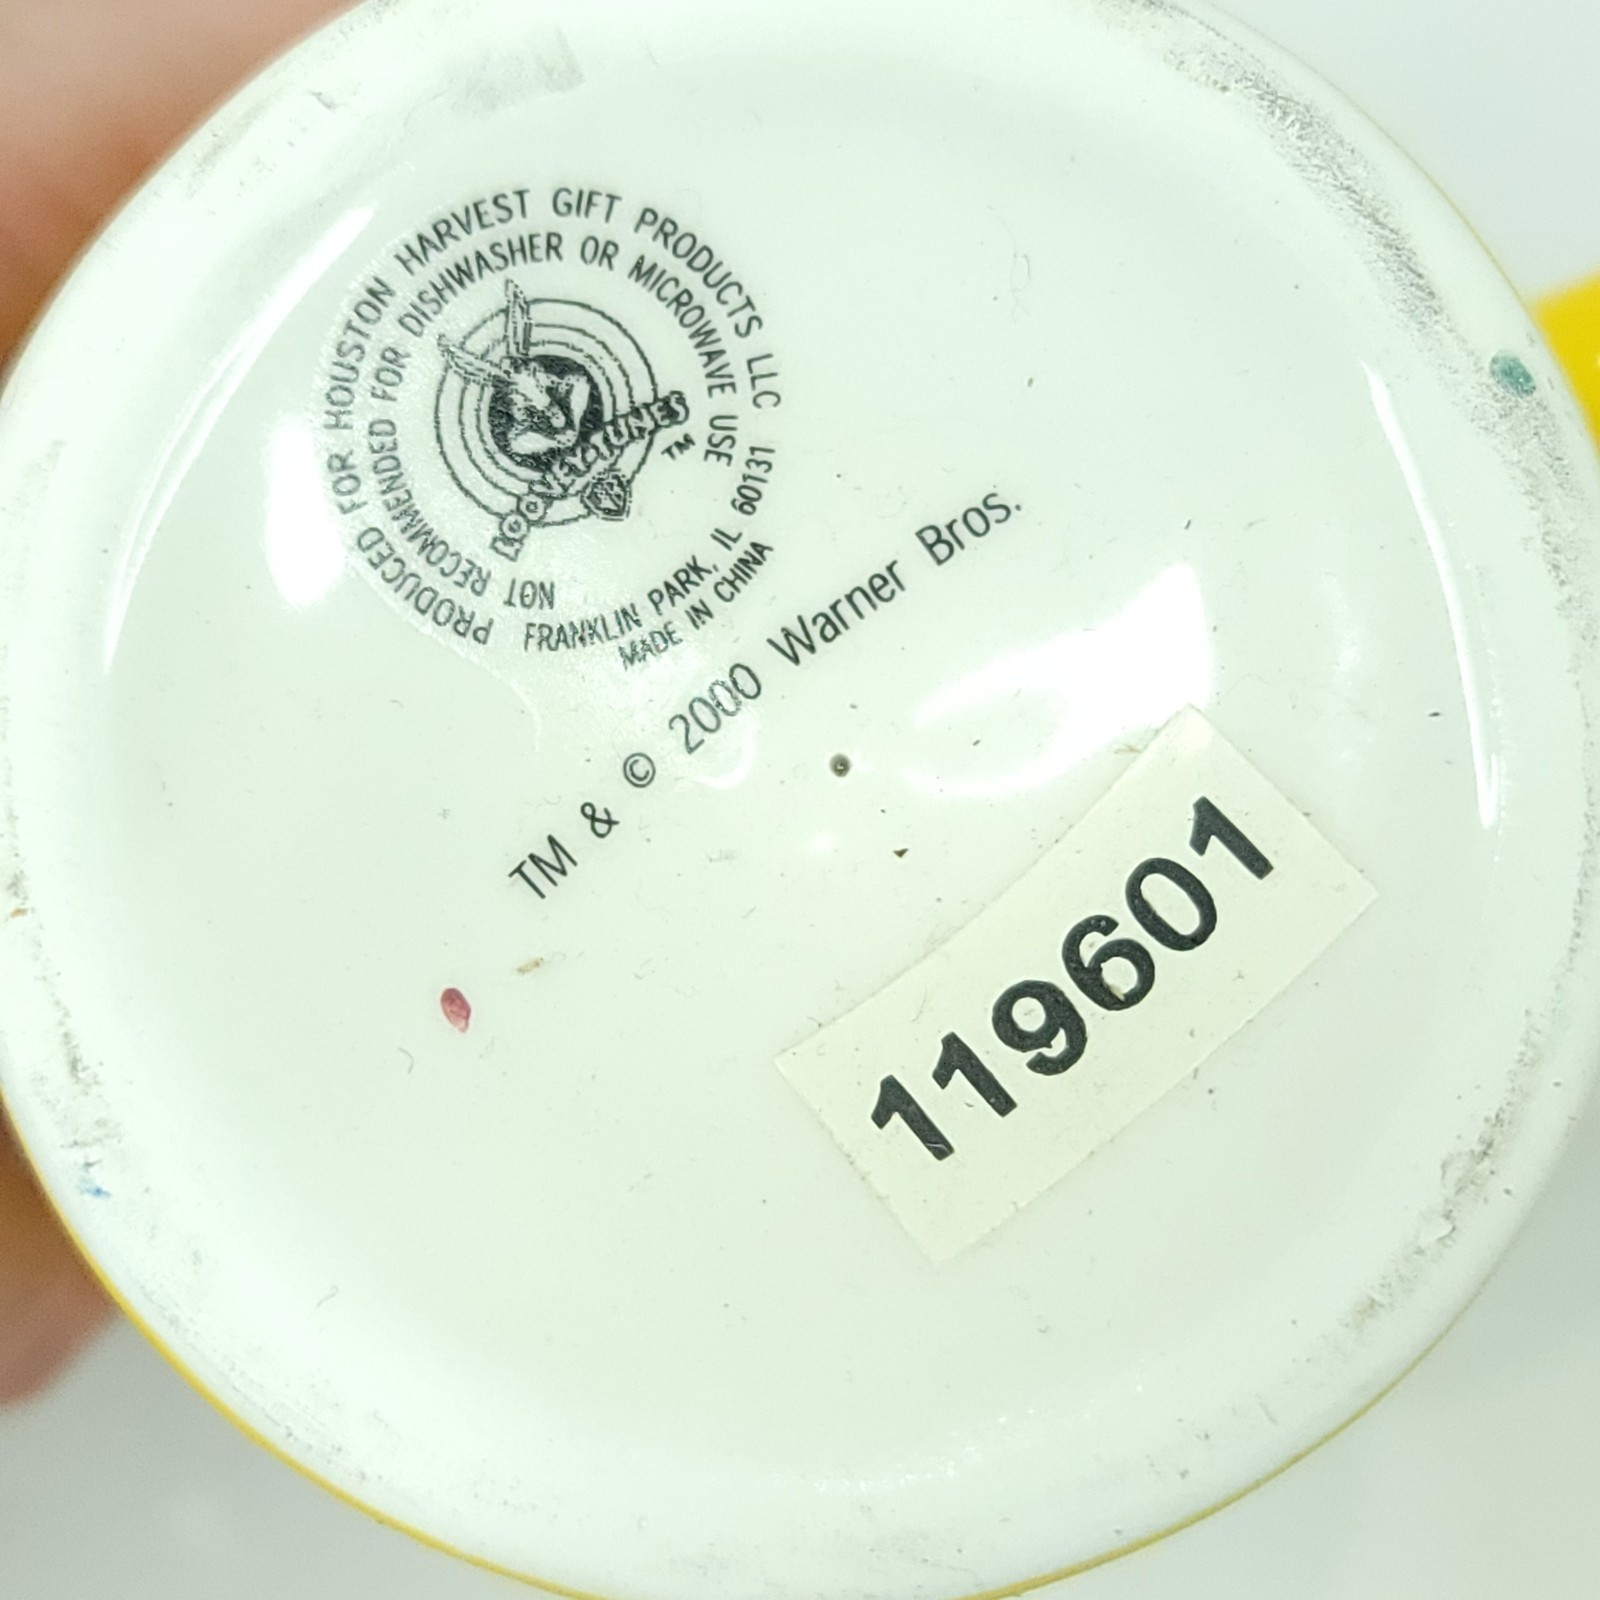 PRODUCED FOR HOUSTON HARVEST GIFT PRODUCTS LLC
FRANKLIN PARK, IL 60131
NOT RECOMMENDED FOR DISHWASHER OR MICROWAVE USE
MADE IN CHINA
LOONEY TUNES ™
WB
TM & © 2000 Warner Bros.
119601